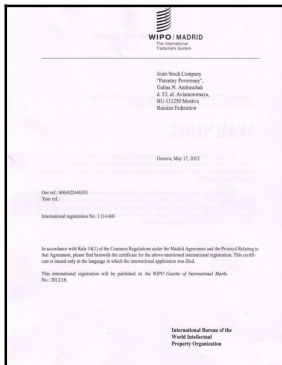 WIPO | MADRID
The International
Trademark System
Joint-Stock Company
"Patentny Poverenny",
Galina N. Andruschak
d. 53, ul. Aviamotornaya,
RU-111250 Moskva
Russian Federation
Geneva, May 17, 2012
Our ref.:
Your ref.:
International registration No. 1 114
In accordance with Rule 14(1) of the Common Regulations under the Madrid Agreement and the Protocol Relating to
that Agreement, please find herewith the certificate for the above-mentioned international registration. This certifi-
cate is issued only in the language in which the international application was filed.
This international registration will be published in the WIPO Gazette of International Marks
No.: 2012/18.
International Bureau of the
World Intellectual
Property Organization